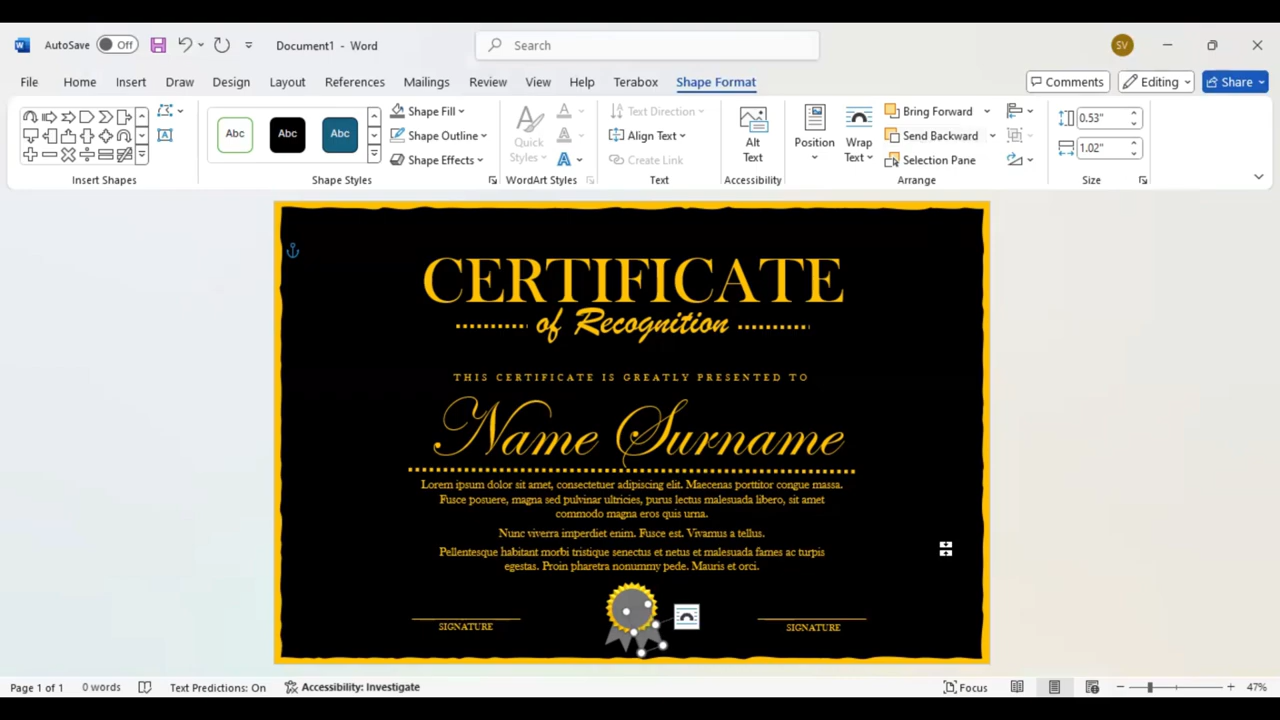 AutoSave Off Document1 - Word Search SV
File Home Insert Draw Design Layout References Mailings Review View Help Terabox Shape Format Comments Editing Share
Abc Abc Abc
Shape Fill
Shape Outline
Shape Effects
Quick Styles
Text Direction
Align Text
Create Link
Alt Text
Position
Wrap Text
Bring Forward
Send Backward
Selection Pane
0.53"
1.02"
Insert Shapes Shape Styles WordArt Styles Text Accessibility Arrange Size
CERTIFICATE
of Recognition
THIS CERTIFICATE IS GREATLY PRESENTED TO
Name Surname
Lorem ipsum dolor sit amet, consectetuer adipiscing elit. Maecenas porttitor congue massa.
Fusce posuere, magna sed pulvinar ultricies, purus lectus malesuada libero, sit amet
commodo magna eros quis urna.
Nunc viverra imperdiet enim. Fusce est. Vivamus a tellus.
Pellentesque habitant morbi tristique senectus et netus et malesuada fames ac turpis
egestas. Proin pharetra nonummy pede. Mauris et orci.
SIGNATURE SIGNATURE
Page 1 of 1 0 words Text Predictions: On Accessibility: Investigate Focus 47%